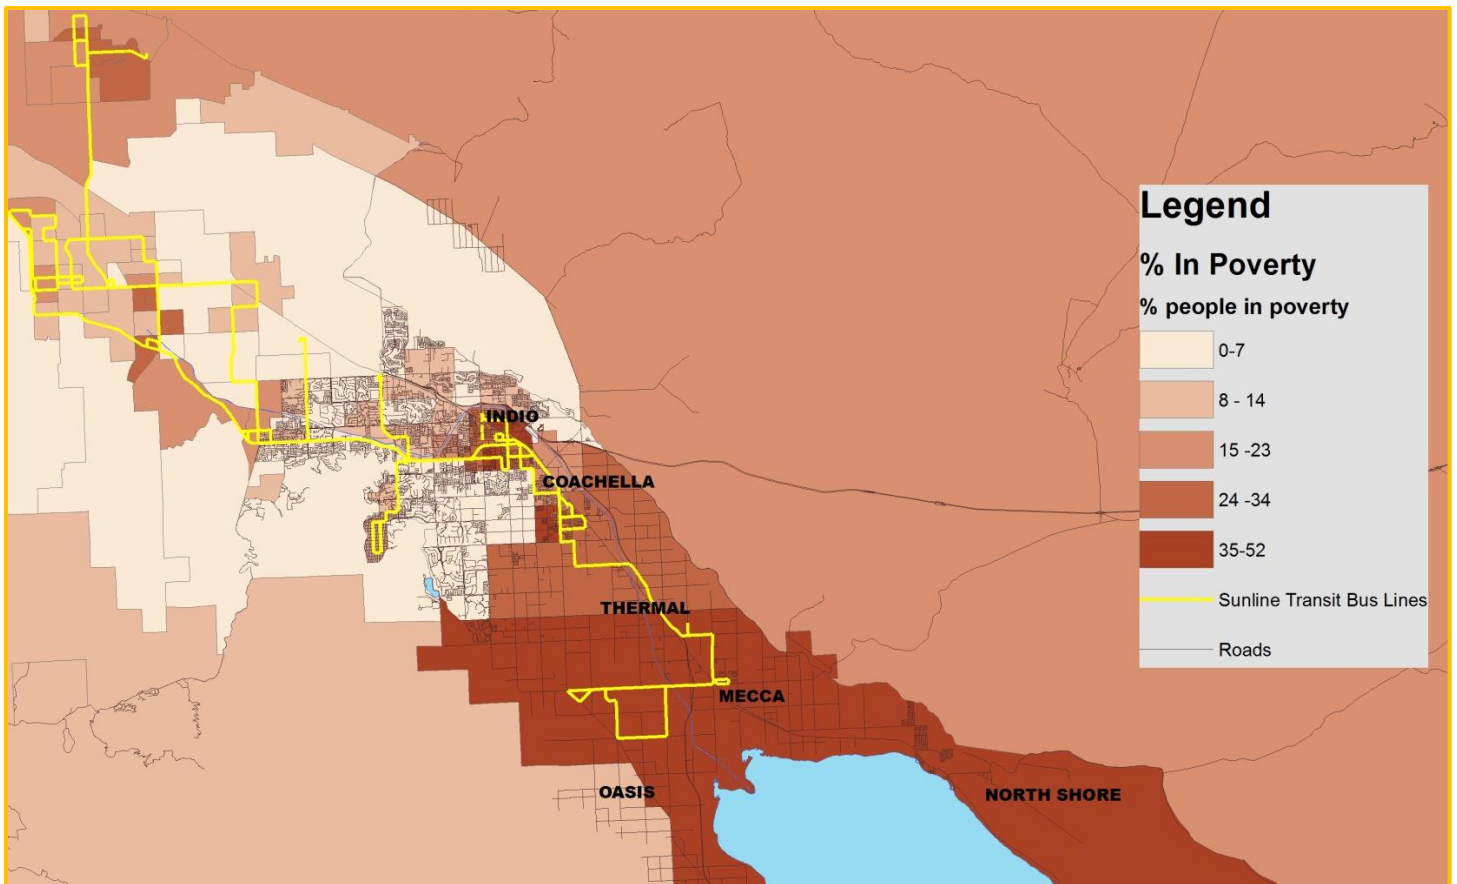 Legend
% In Poverty
% people in poverty
0-7
8 - 14
15 -23
24 -34
35-52
Sunline Transit Bus Lines
Roads
INDIO
COACHELLA
THERMAL
MECCA
OASIS
NORTH SHORE